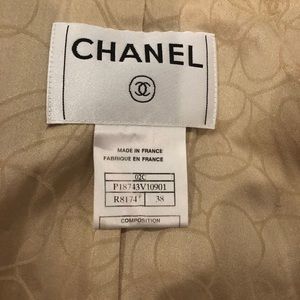 CHANEL
MADE IN FRANCE
FABRIQUE EN FRANCE
02C
P18743V10901
R8174 38
COMPOSITION